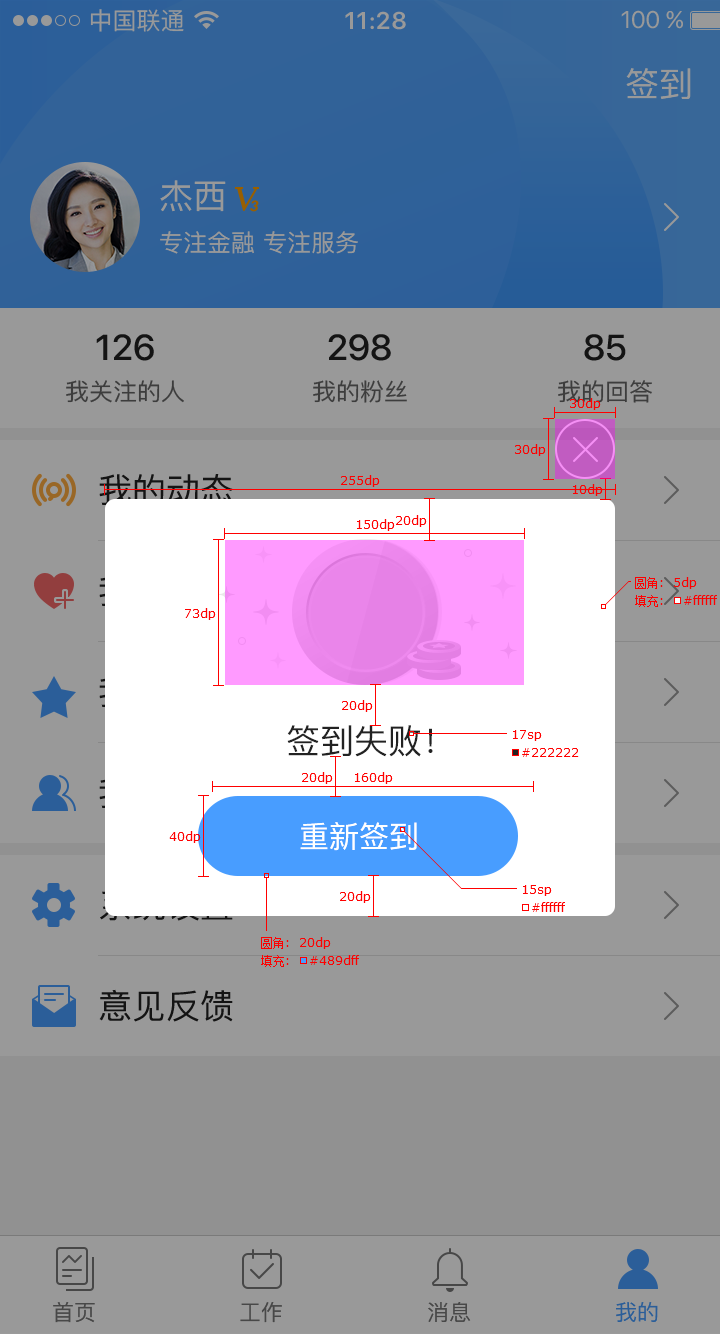 中国联通
11:28
100 %
签到
杰西 V3
专注金融 专注服务
126
298
85
我关注的人
我的粉丝
我的回答
30dp
30dp
255dp
10dp
我的动态
150dp
20dp
73dp
圆角： 5dp
填充： #ffffff
20dp
签到失败！
17sp
#222222
20dp
160dp
40dp
重新签到
15sp
#ffffff
20dp
圆角： 20dp
填充： #489dff
意见反馈
首页
工作
消息
我的